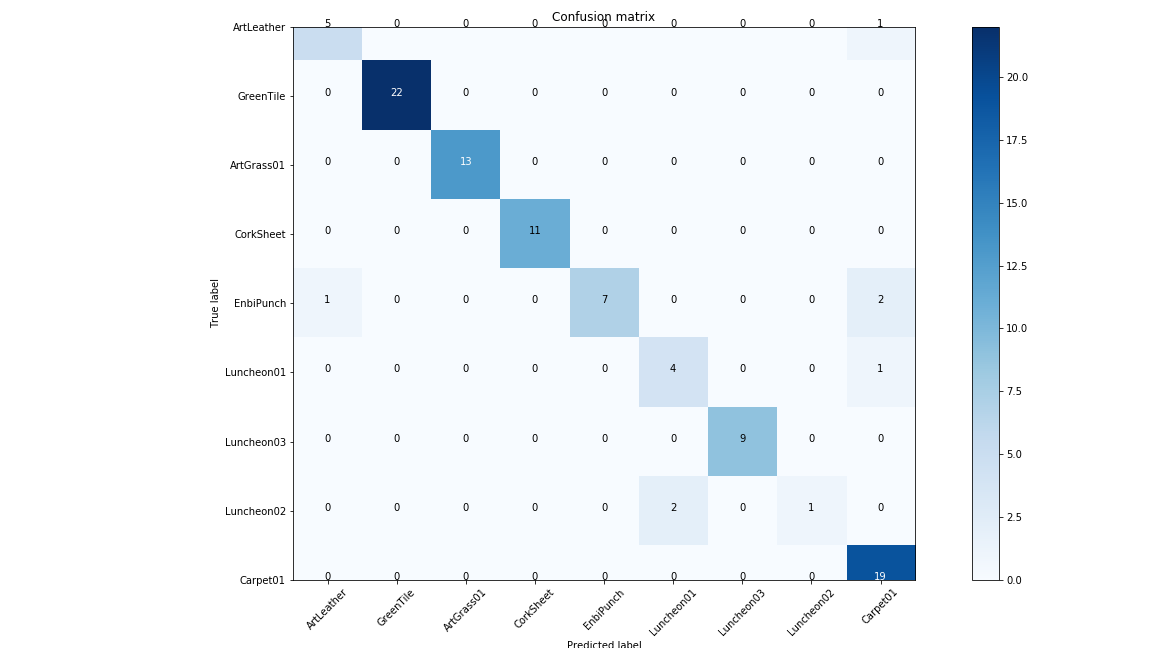 Confusion matrix
ArtLeather 5 0 0 0 0 0 0 0 1
GreenTile 0 22 0 0 0 0 0 0 0
ArtGrass01 0 0 13 0 0 0 0 0 0
CorkSheet 0 0 0 11 0 0 0 0 0
EnbiPunch 1 0 0 0 7 0 0 0 2
Luncheon01 0 0 0 0 0 4 0 0 1
Luncheon03 0 0 0 0 0 0 9 0 0
Luncheon02 0 0 0 0 0 2 0 1 0
Carpet01 0 0 0 0 0 0 0 0 19
True label
ArtLeather GreenTile ArtGrass01 CorkSheet EnbiPunch Luncheon01 Luncheon03 Luncheon02 Carpet01
Predicted label
20.0
17.5
15.0
12.5
10.0
7.5
5.0
2.5
0.0